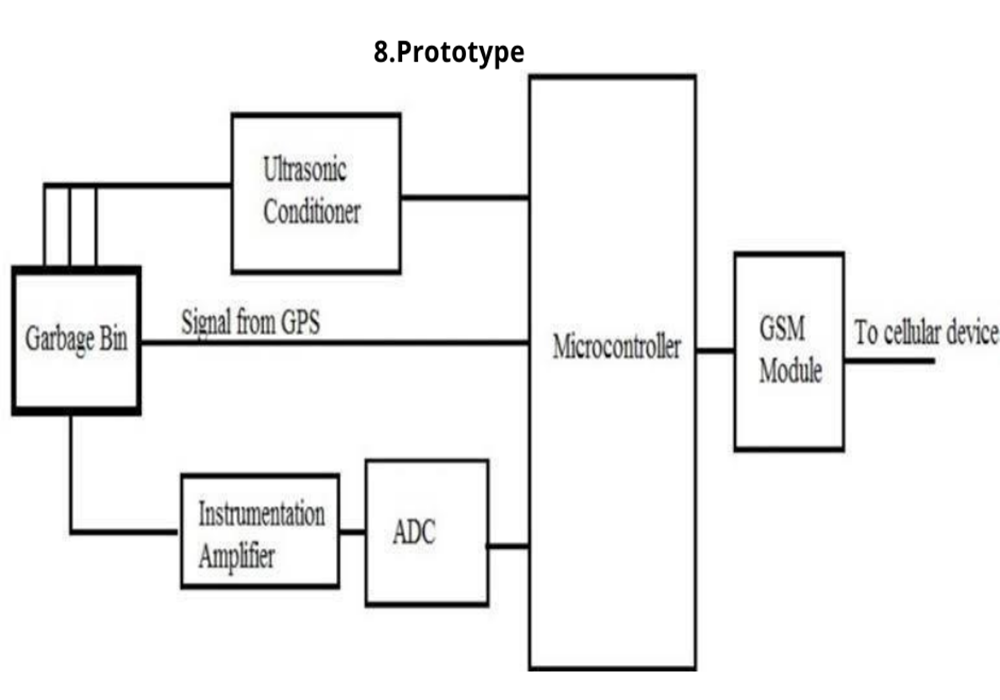 8.Prototype
Ultrasonic
Conditioner
Garbage Bin
Signal from GPS
Microcontroller
GSM
Module
To cellular device
Instrumentation
Amplifier
ADC